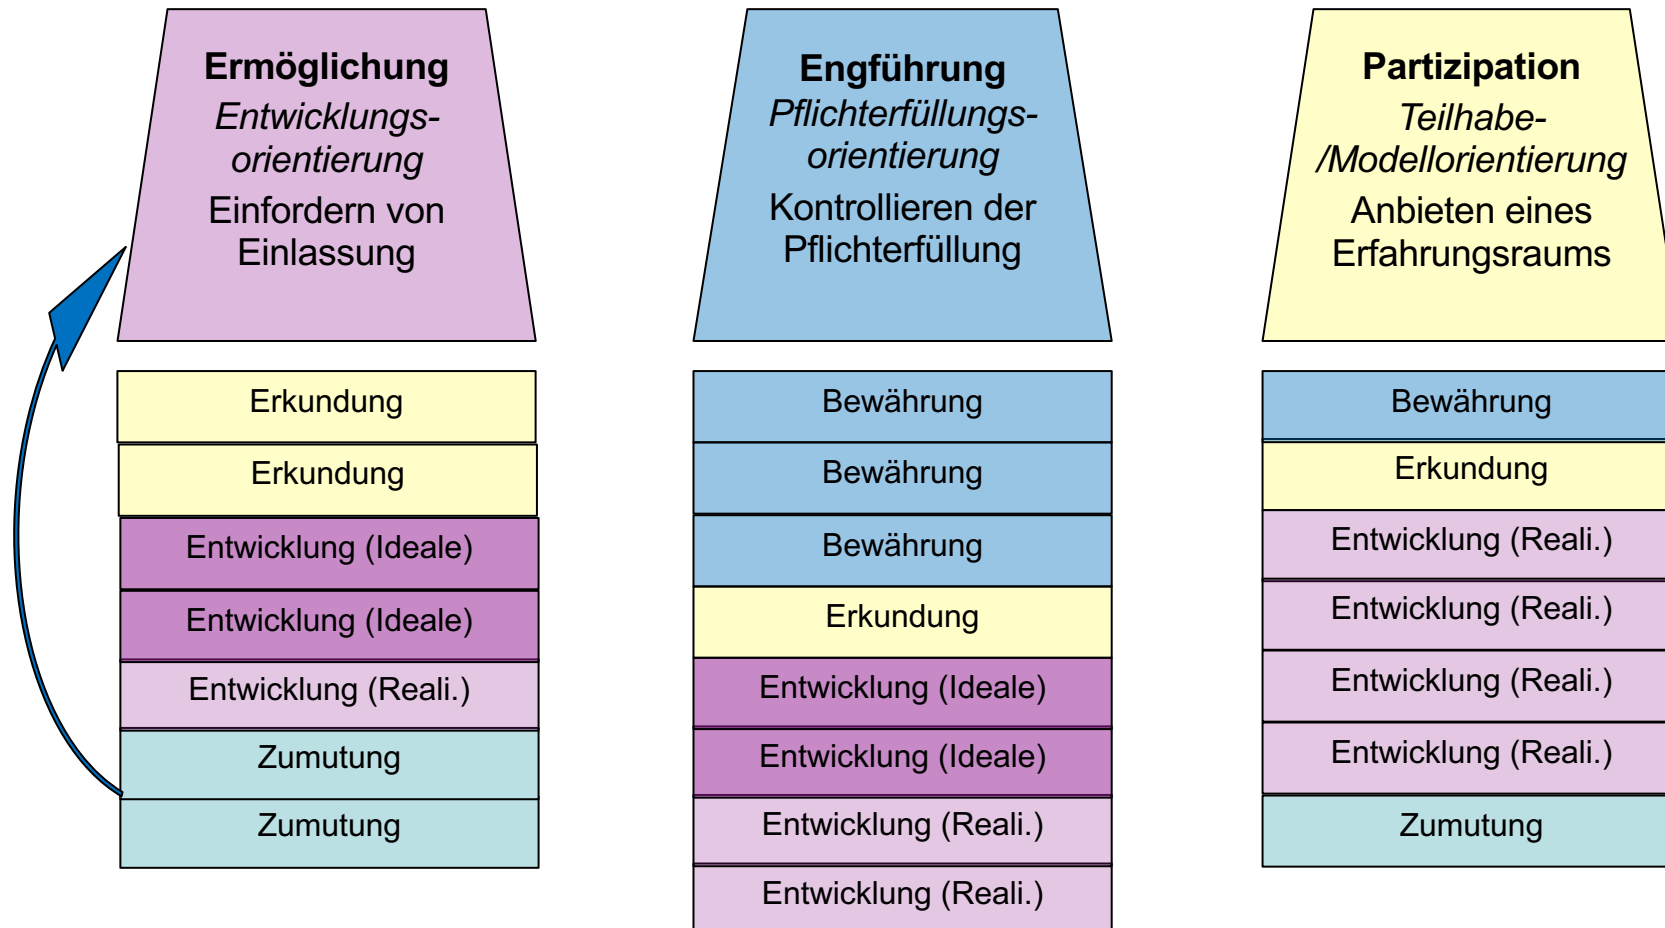 Ermöglichung
Entwicklungs-
orientierung
Einfordern von
Einlassung
Erkundung
Erkundung
Entwicklung (Ideale)
Entwicklung (Ideale)
Entwicklung (Reali.)
Zumutung
Zumutung
Engführung
Pflichterfüllungs-
orientierung
Kontrollieren der
Pflichterfüllung
Bewährung
Bewährung
Bewährung
Erkundung
Entwicklung (Ideale)
Entwicklung (Ideale)
Entwicklung (Reali.)
Entwicklung (Reali.)
Partizipation
Teilhabe-
/Modellorientierung
Anbieten eines
Erfahrungsraums
Bewährung
Erkundung
Entwicklung (Reali.)
Entwicklung (Reali.)
Entwicklung (Reali.)
Entwicklung (Reali.)
Zumutung